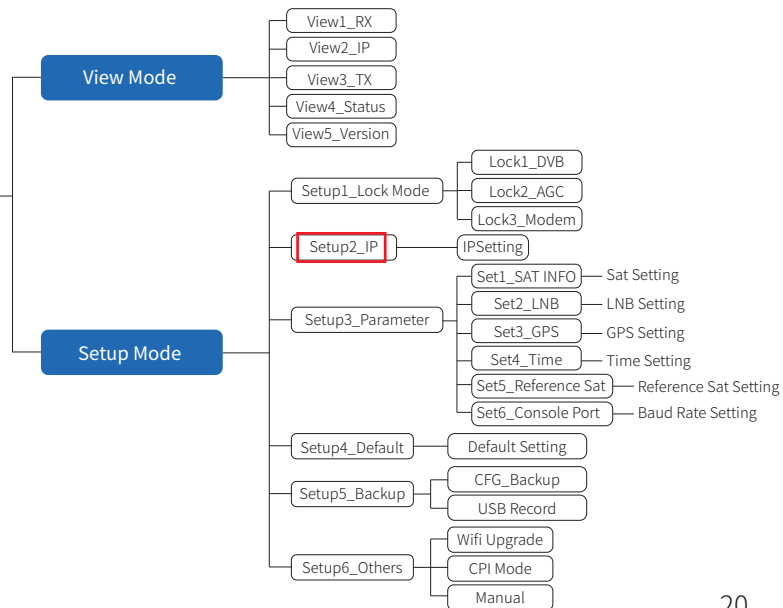 View Mode
View1_RX
View2_IP
View3_TX
View4_Status
View5_Version
Setup Mode
Setup1_Lock Mode
Lock1_DVB
Lock2_AGC
Lock3_Modem
Setup2_IP
IPSetting
Setup3_Parameter
Set1_SAT INFO
Sat Setting
Set2_LNB
LNB Setting
Set3_GPS
GPS Setting
Set4_Time
Time Setting
Set5_Reference Sat
Reference Sat Setting
Set6_Console Port
Baud Rate Setting
Setup4_Default
Default Setting
Setup5_Backup
CFG_Backup
USB Record
Setup6_Others
Wifi Upgrade
CPI Mode
Manual
20